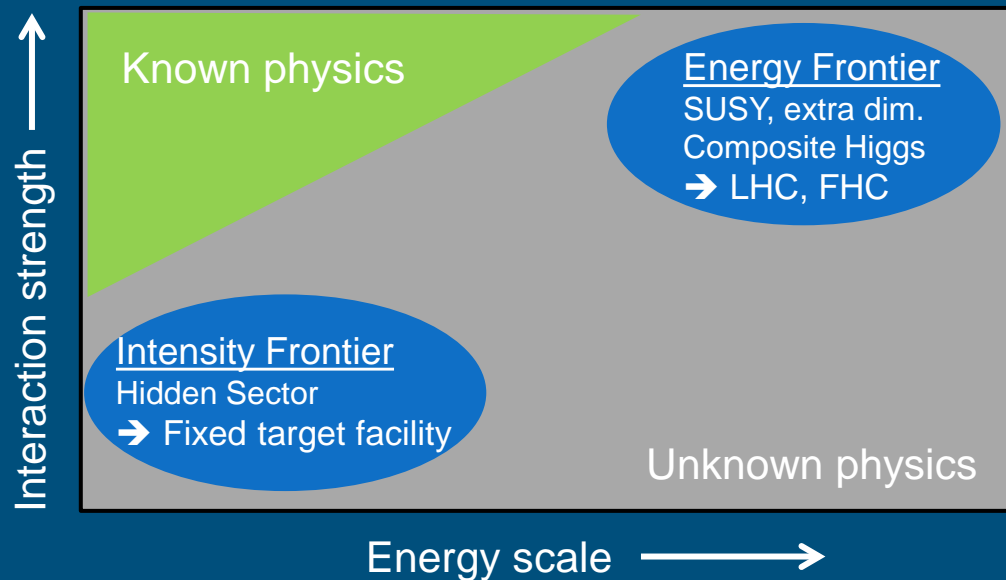 Known physics
Energy Frontier
SUSY, extra dim.
Composite Higgs
➔ LHC, FHC
Interaction strength
Intensity Frontier
Hidden Sector
➔ Fixed target facility
Unknown physics
Energy scale